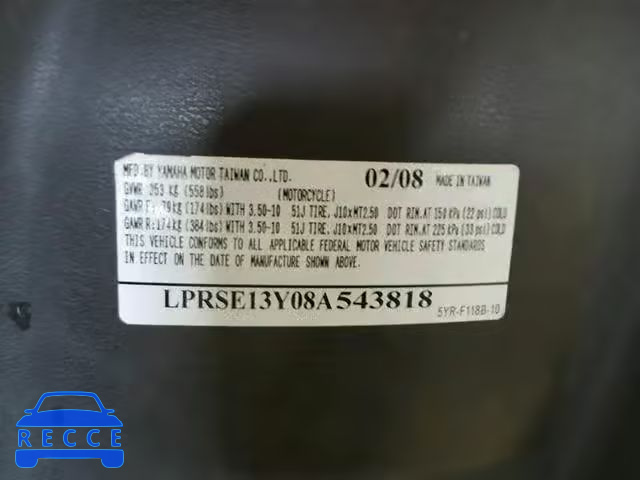 MFD.BY YAMAHA MOTOR TAIWAN CO.,LTD. 02/08 MADE IN TAIWAN
GVWR 253 KG (558 lbs) (MOTORCYCLE)
GAWR F: 79 KG (174 lbs) WITH 3.50-10 51J TIRE, J10xMT2.50 DOT RIM.AT 150 KPa (22 psi) COLD
GAWR R:174 KG (384 lbs) WITH 3.50-10 51J TIRE, J10xMT2.50 DOT RIM.AT 225 KPa (33 psi) COLD
THIS VEHICLE CONFORMS TO ALL APPLICABLE FEDERAL MOTOR VEHICLE SAFETY STANDARDS
IN EFFECT ON THE DATE OF MANUFACTURE SHOWN ABOVE.
LPRSE13Y08A543818
5YR-F118B-10
RECCE